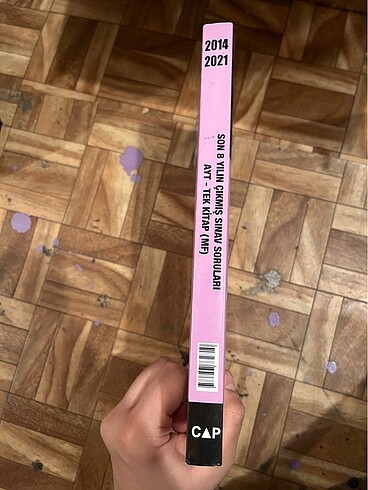 2014
2021
SON 8 YILIN ÇIKMIŞ SINAV SORULARI
AYT - TEK KİTAP (MF)
CAP